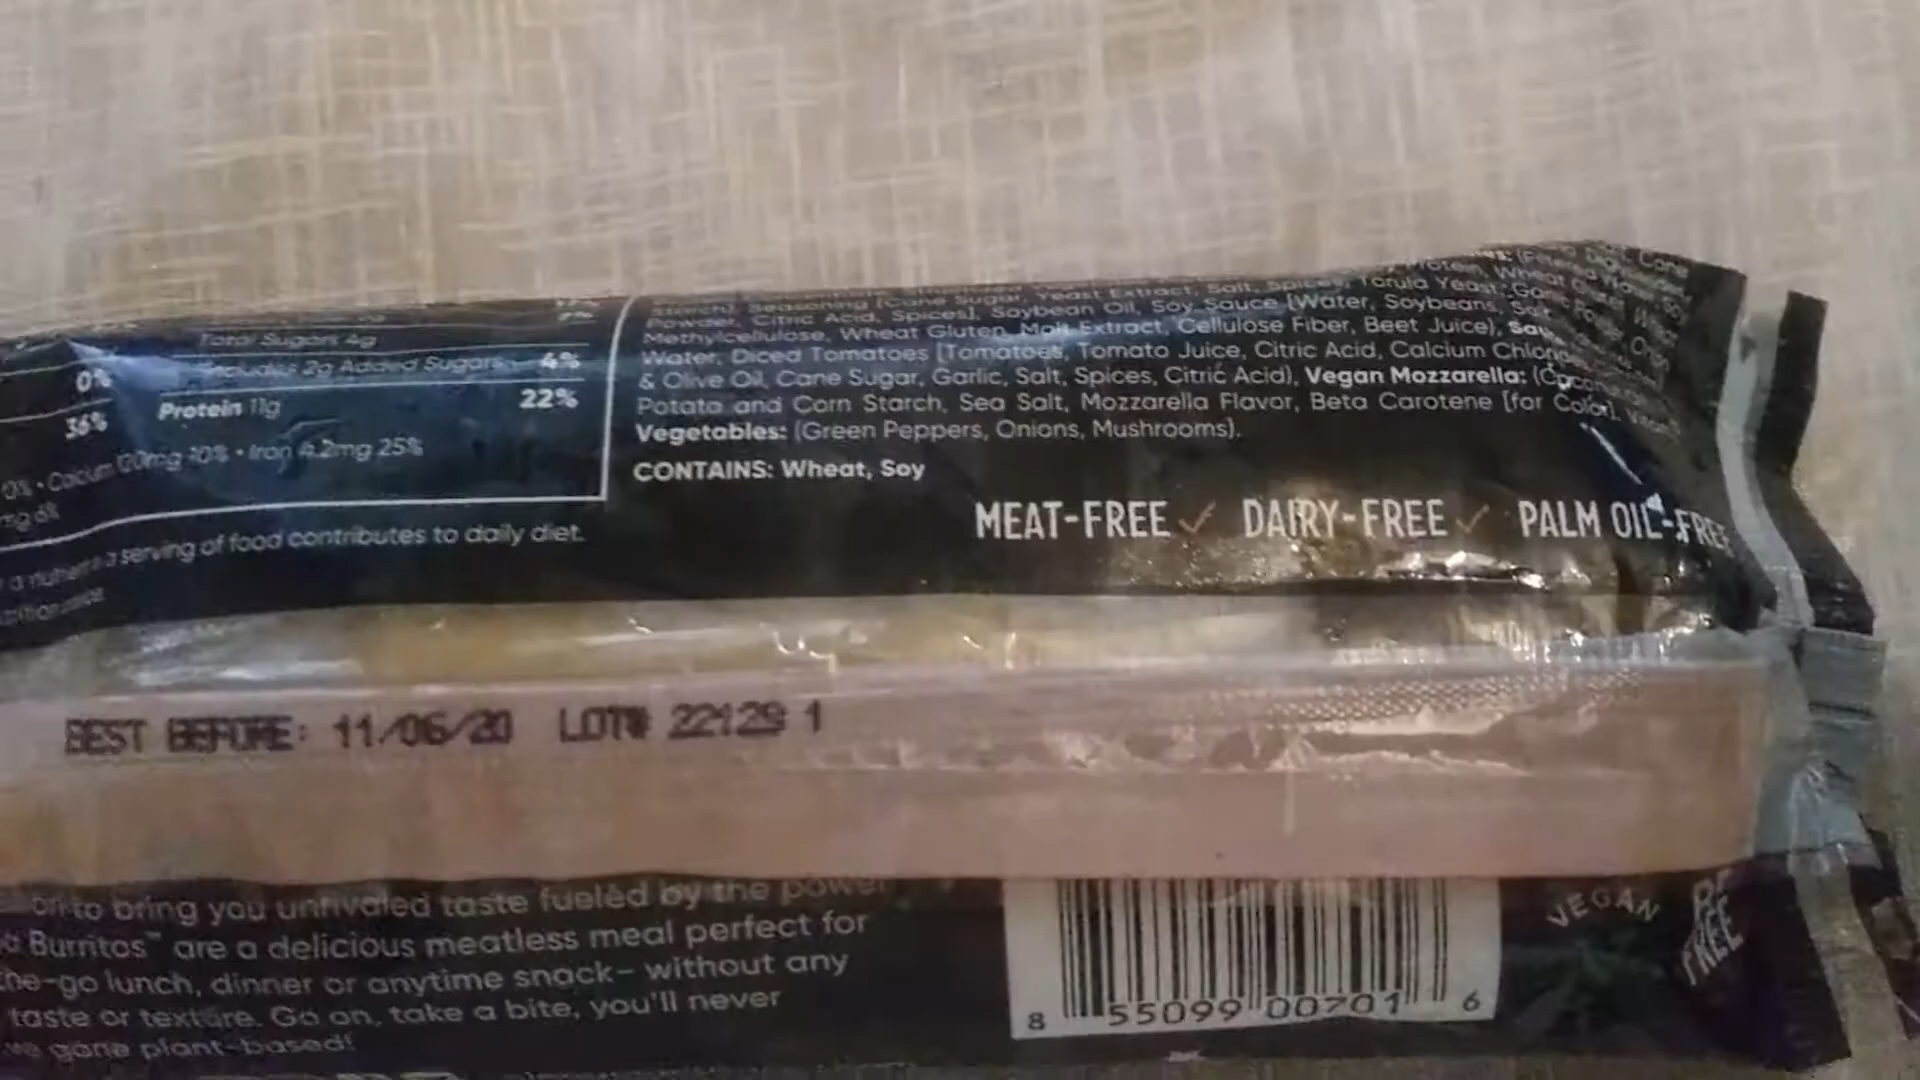 Total Sugars 4g
Includes 2g Added Sugars 4%
0%
Protein 11g 22%
36%
0% • Calcium 120mg 10% • Iron 4.2mg 25%
a serving of food contributes to daily diet.
Starch], Seasoning [Cane Sugar, Yeast Extract, Salt, Spices, Torula Yeast, Garlic
Powder, Citric Acid, Spices], Soybean Oil, Soy Sauce [Water, Soybeans, Salt,
Methylcellulose, Wheat Gluten, Malt Extract, Cellulose Fiber, Beet Juice),
Water, Diced Tomatoes [Tomatoes, Tomato Juice, Citric Acid, Calcium
& Olive Oil, Cane Sugar, Garlic, Salt, Spices, Citric Acid), Vegan Mozzarella:
Potato and Corn Starch, Sea Salt, Mozzarella Flavor, Beta Carotene [for Color],
Vegetables: (Green Peppers, Onions, Mushrooms).
CONTAINS: Wheat, Soy
MEAT-FREE ✓ DAIRY-FREE ✓ PALM OIL-FREE
BEST BEFORE: 11/06/20 LOT# 22129 1
to bring you unrivaled taste fueled by the power
Burritos™ are a delicious meatless meal perfect for
the-go lunch, dinner or anytime snack– without any
taste or texture. Go on, take a bite, you'll never
gone plant-based!
8 55099 00701 6
VEGAN
FREE